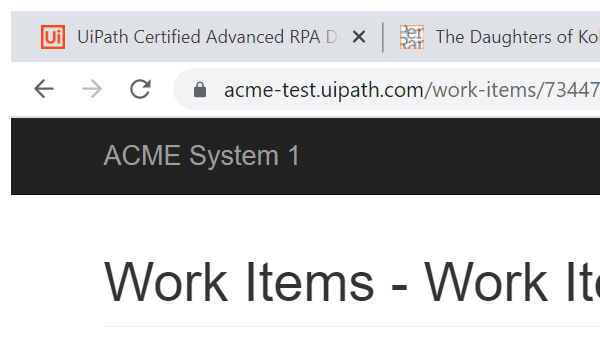 Ui UiPath Certified Advanced RPA D The Daughters of Ko
acme-test.uipath.com/work-items/73447
ACME System 1
Work Items - Work Ite